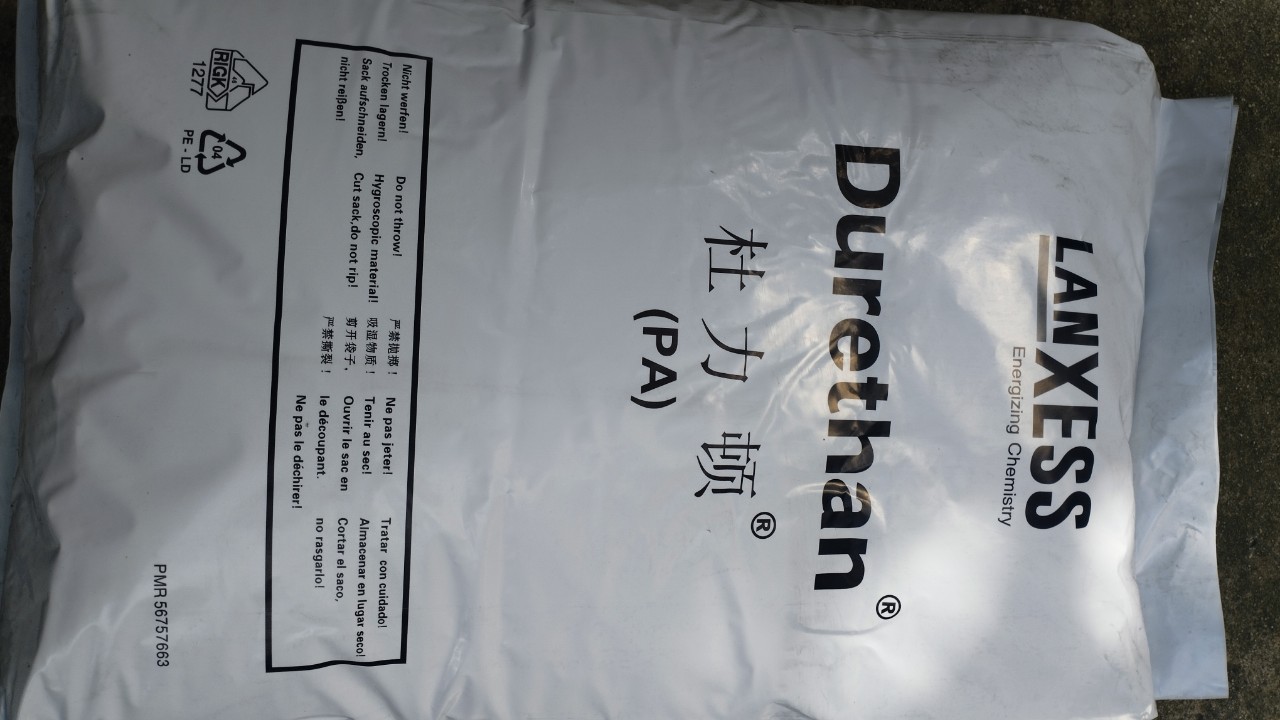 LANXESS
Energizing Chemistry
Durethan®
杜力顿®
(PA)
Nicht werfen!
Trocken lagern!
Sack aufschneiden,
nicht reißen!
Do not throw!
Hygroscopic material!
Cut sack,do not rip!
严禁抛掷！
吸湿物质！
剪开袋子，
严禁撕裂！
Ne pas jeter!
Tenir au sec!
Ouvrir le sac en
le découpant.
Ne pas le déchirer!
Tratar con cuidado!
Almacenar en lugar seco!
Cortar el saco,
no rasgarlo!
RIGK
1277
04
PE - LD
PMR 56757663